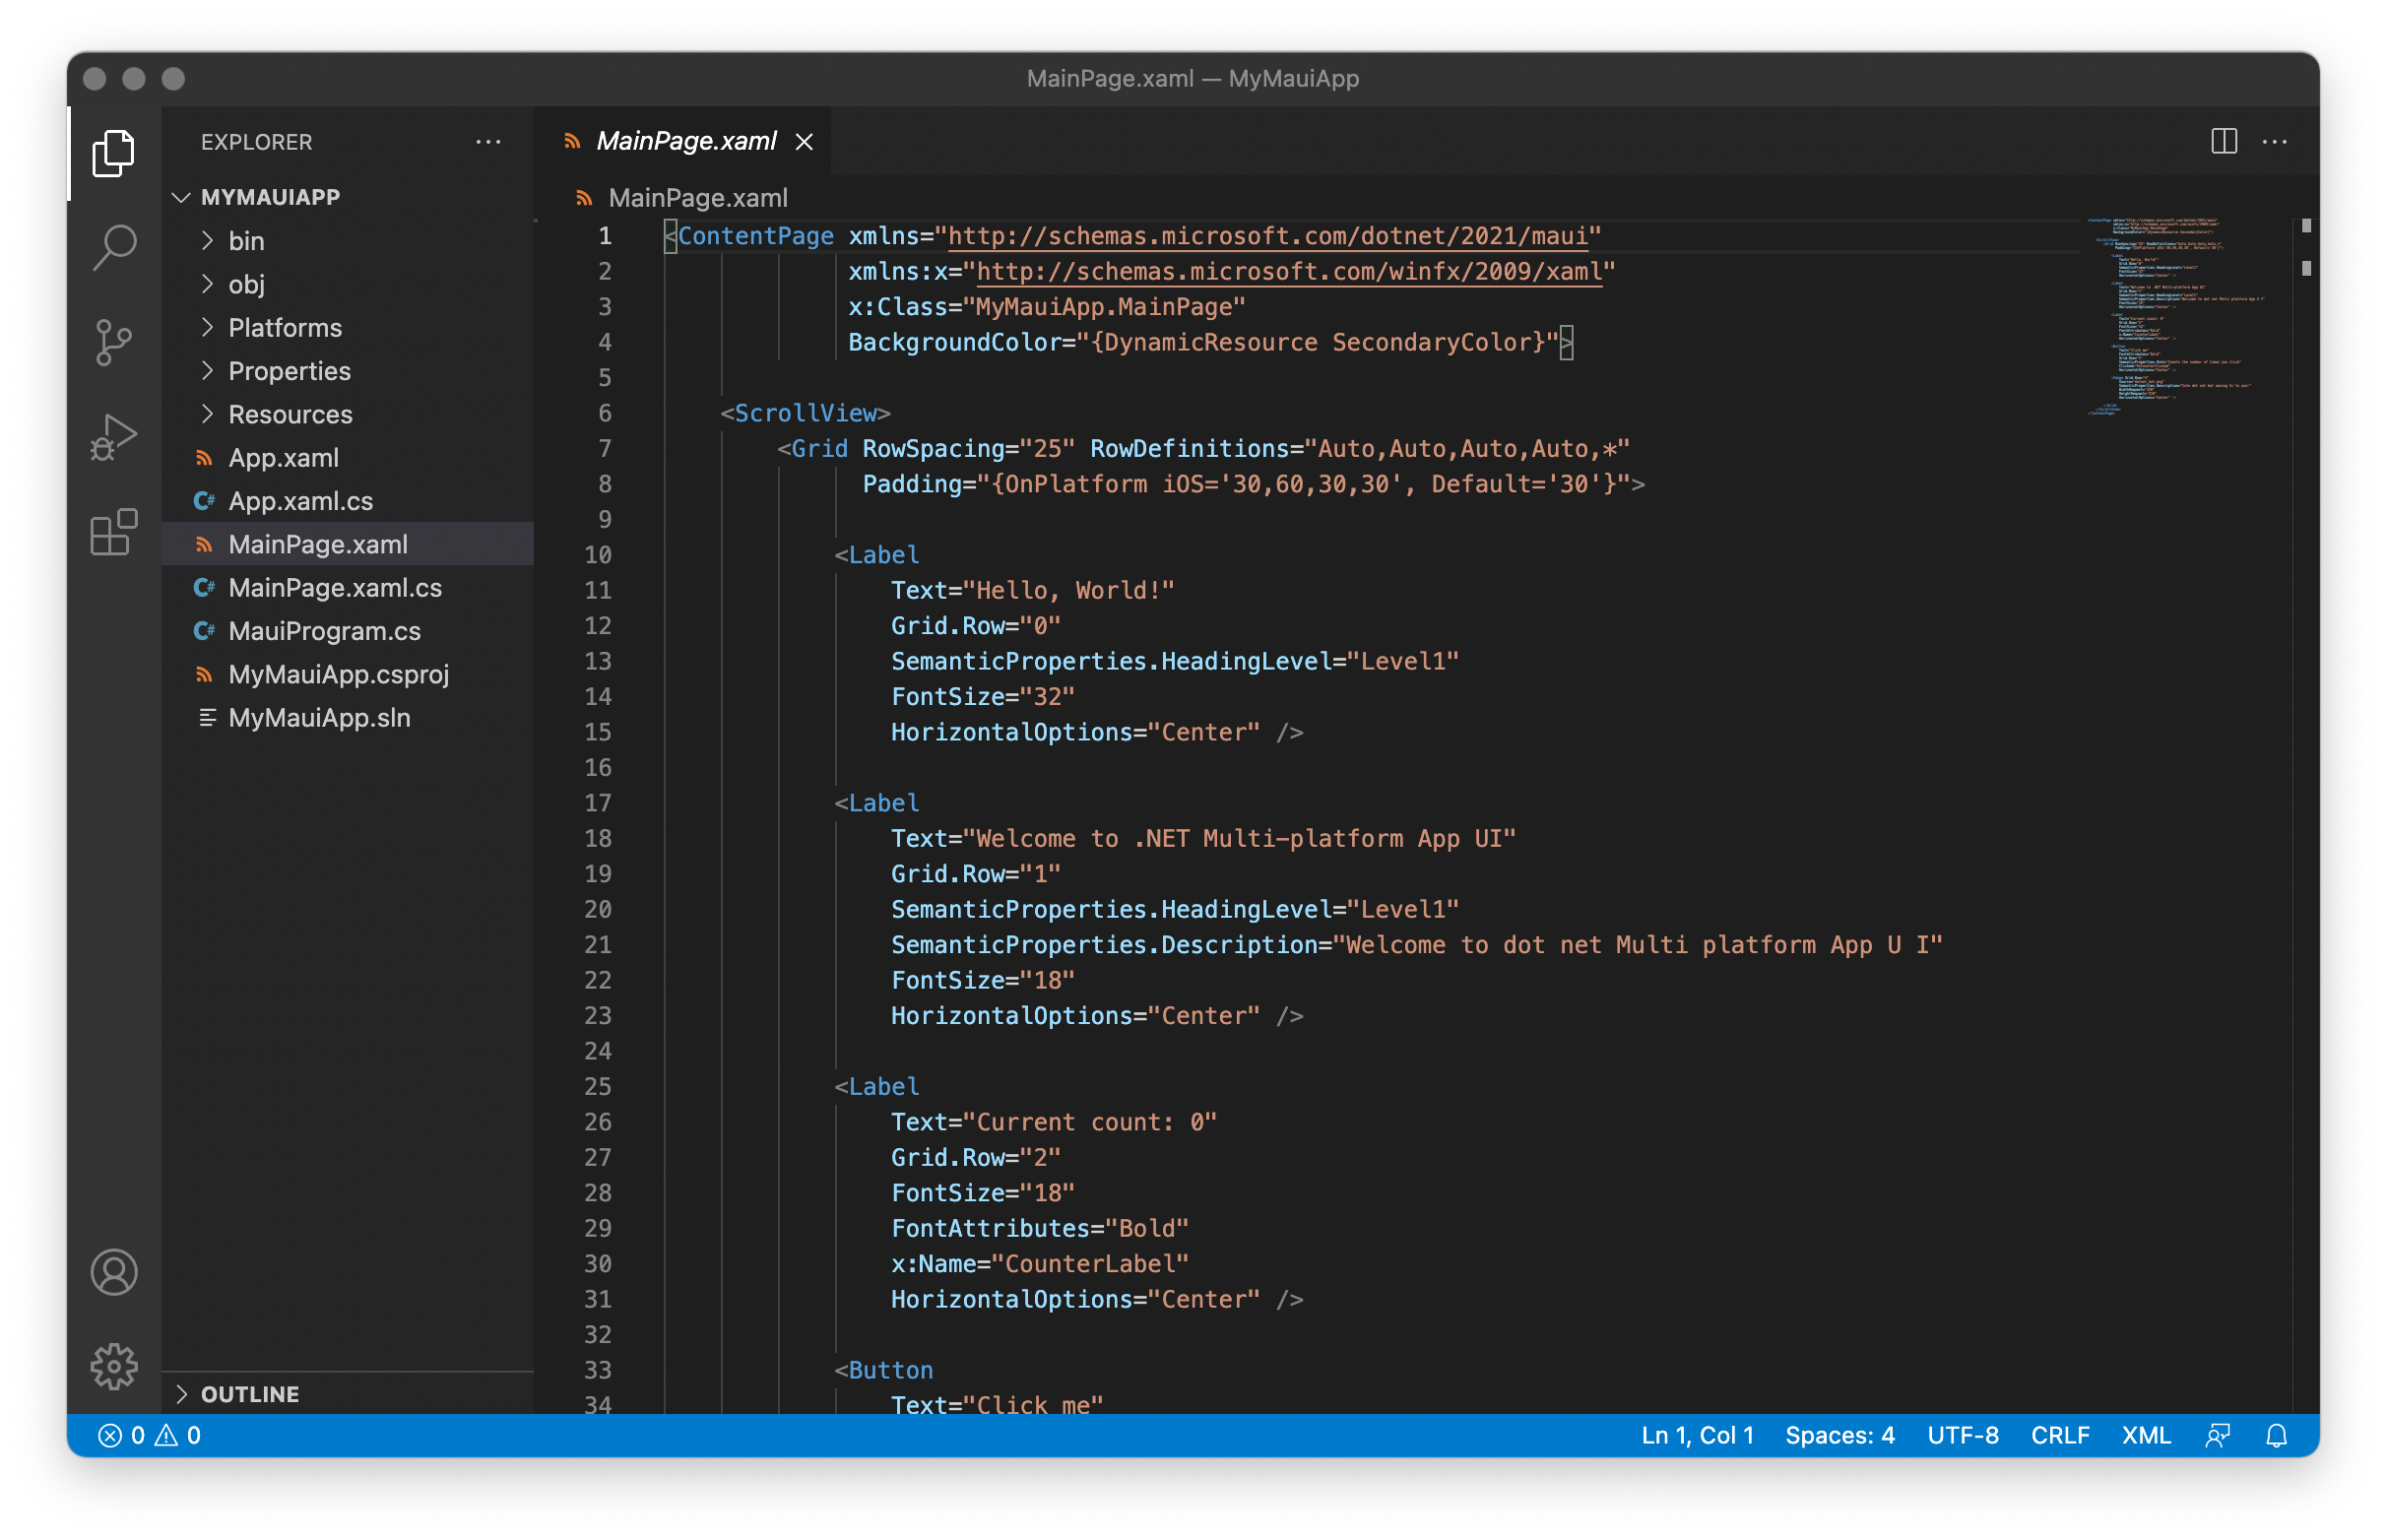 MainPage.xaml — MyMauiApp
EXPLORER
MYMAUIAPP
bin
obj
Platforms
Properties
Resources
App.xaml
App.xaml.cs
MainPage.xaml
MainPage.xaml.cs
MauiProgram.cs
MyMauiApp.csproj
MyMauiApp.sln
OUTLINE
MainPage.xaml
MainPage.xaml
1 <ContentPage xmlns="http://schemas.microsoft.com/dotnet/2021/maui"
2 xmlns:x="http://schemas.microsoft.com/winfx/2009/xaml"
3 x:Class="MyMauiApp.MainPage"
4 BackgroundColor="{DynamicResource SecondaryColor}">
5
6 <ScrollView>
7 <Grid RowSpacing="25" RowDefinitions="Auto,Auto,Auto,Auto,*"
8 Padding="{OnPlatform iOS='30,60,30,30', Default='30'}">
9
10 <Label
11 Text="Hello, World!"
12 Grid.Row="0"
13 SemanticProperties.HeadingLevel="Level1"
14 FontSize="32"
15 HorizontalOptions="Center" />
16
17 <Label
18 Text="Welcome to .NET Multi-platform App UI"
19 Grid.Row="1"
20 SemanticProperties.HeadingLevel="Level1"
21 SemanticProperties.Description="Welcome to dot net Multi platform App U I"
22 FontSize="18"
23 HorizontalOptions="Center" />
24
25 <Label
26 Text="Current count: 0"
27 Grid.Row="2"
28 FontSize="18"
29 FontAttributes="Bold"
30 x:Name="CounterLabel"
31 HorizontalOptions="Center" />
32
33 <Button
34 Text="Click me"
0 0
Ln 1, Col 1 Spaces: 4 UTF-8 CRLF XML